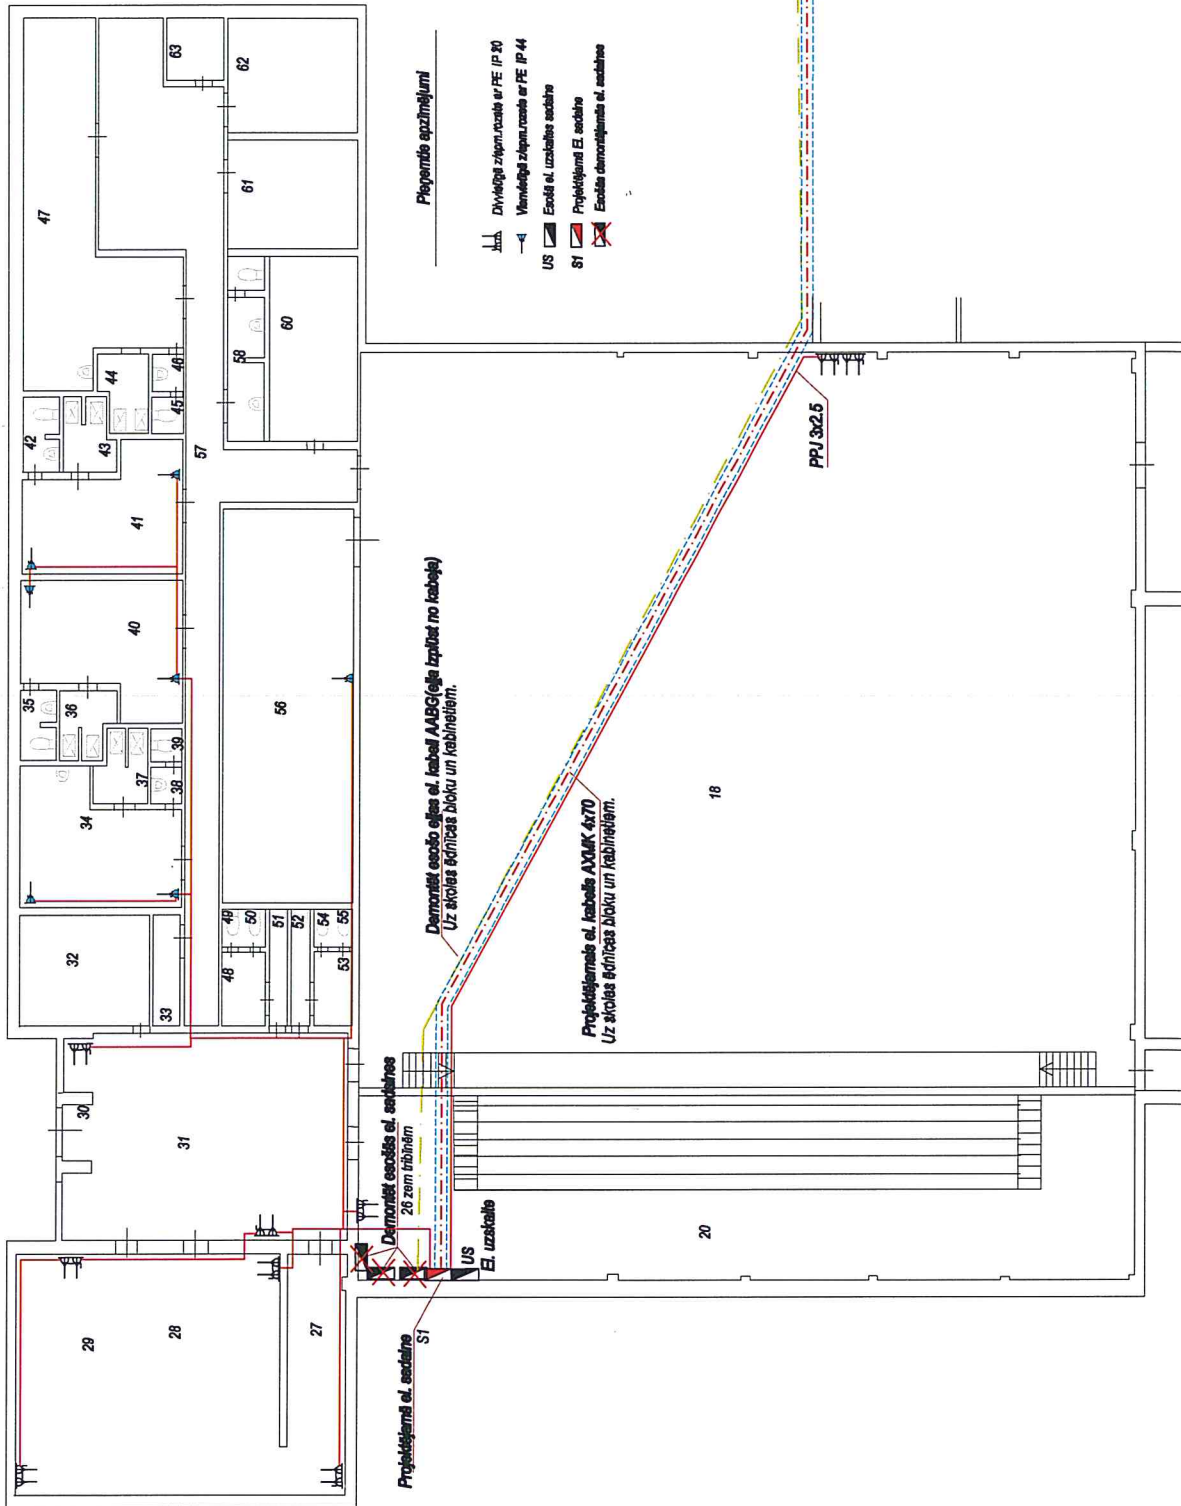 Pieņemtie apzīmējumi
Divvietīgā z/apm.rozete ar PE IP 20
Vienvietīgā z/apm.rozete ar PE IP 44
US Esošā el. uzskaites sadalne
S1 Projektējamā El. sadalne
Esošās demontējamās el. sadalnes
63
62
61
47
60
58
46
45
44
43
42
57
41
40
35
36
39
38
37
34
56
32
33
49
50
48
51
52
54
55
53
30
31
29
28
27
Demontēt esošo eļļas el. kabeli AABG(eļļa izplūst no kabeļa)
Uz skolas ēdnīcas bloku un kabinetiem.
PPJ 3x2.5
18
Projektējamais el. kabelis AXMK 4x70
Uz skolas ēdnīcas bloku un kabinetiem.
Demontēt esošās el. sadalnes
26 zem tribīnēm
20
US
El. uzskaite
Projektējamā el. sadalne
S1